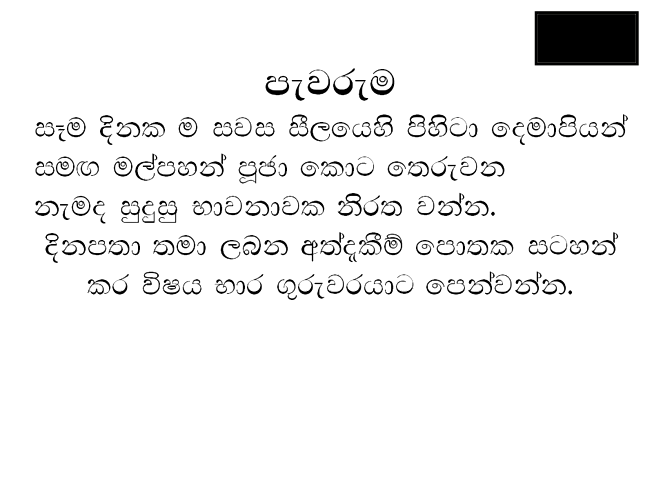 පැවරුම
සෑම දිනක ම සවස සීලයෙහි පිහිටා දෙමාපියන්
සමඟ මල්පහන් පූජා කොට තෙරුවන
නැමද සුදුසු භාවනාවක නිරත වන්න.
දිනපතා තමා ලබන අත්දැකීම් පොතක සටහන්
කර විෂය භාර ගුරුවරයාට පෙන්වන්න.